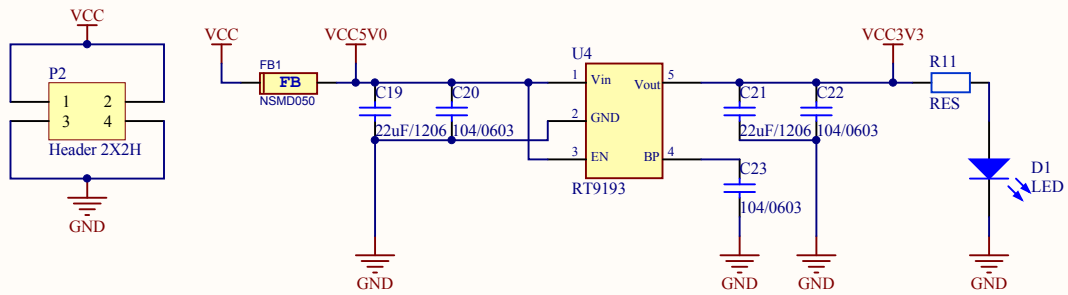 VCC
P2
1 2
3 4
Header 2X2H
GND
VCC
FB1
FB
NSMD050
VCC5V0
C19
22uF/1206
C20
104/0603
GND
U4
1 Vin Vout 5
2 GND
3 EN BP 4
RT9193
C21
22uF/1206
C22
104/0603
C23
104/0603
GND
GND
VCC3V3
R11
RES
D1
LED
GND